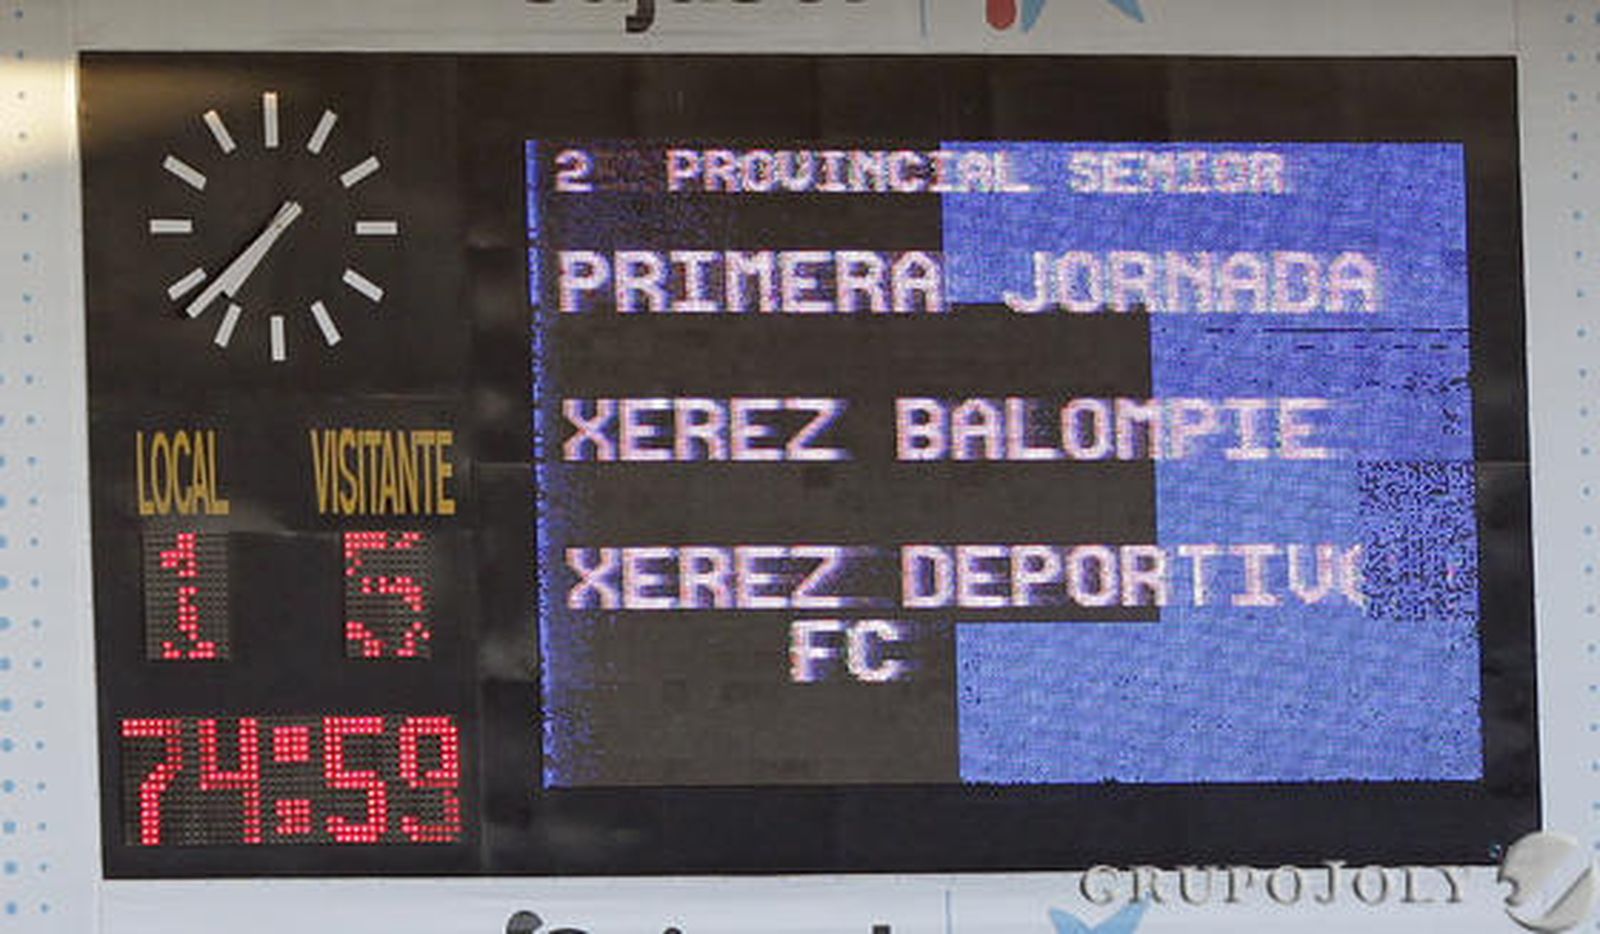 2 PROVINCIAL SENIOR
PRIMERA JORNADA
XEREZ BALOMPIE
XEREZ DEPORTIVO
FC
LOCAL VISITANTE
1 5
74:59
GRUPOJOLY